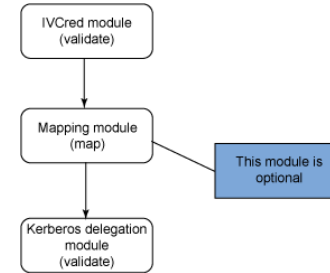 IVCred module
(validate)
Mapping module
(map)
This module is
optional
Kerberos delegation
module
(validate)